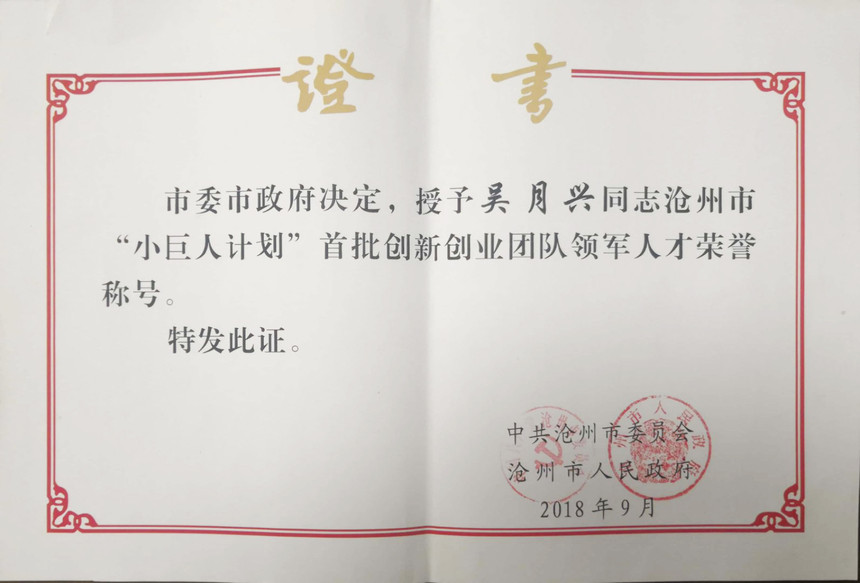 證書
市委市政府决定，授予吴月兴同志沧州市
“小巨人计划”首批创新创业团队领军人才荣誉
称号。
特发此证。
中共沧州市委员会
沧州市人民政府
2018年9月